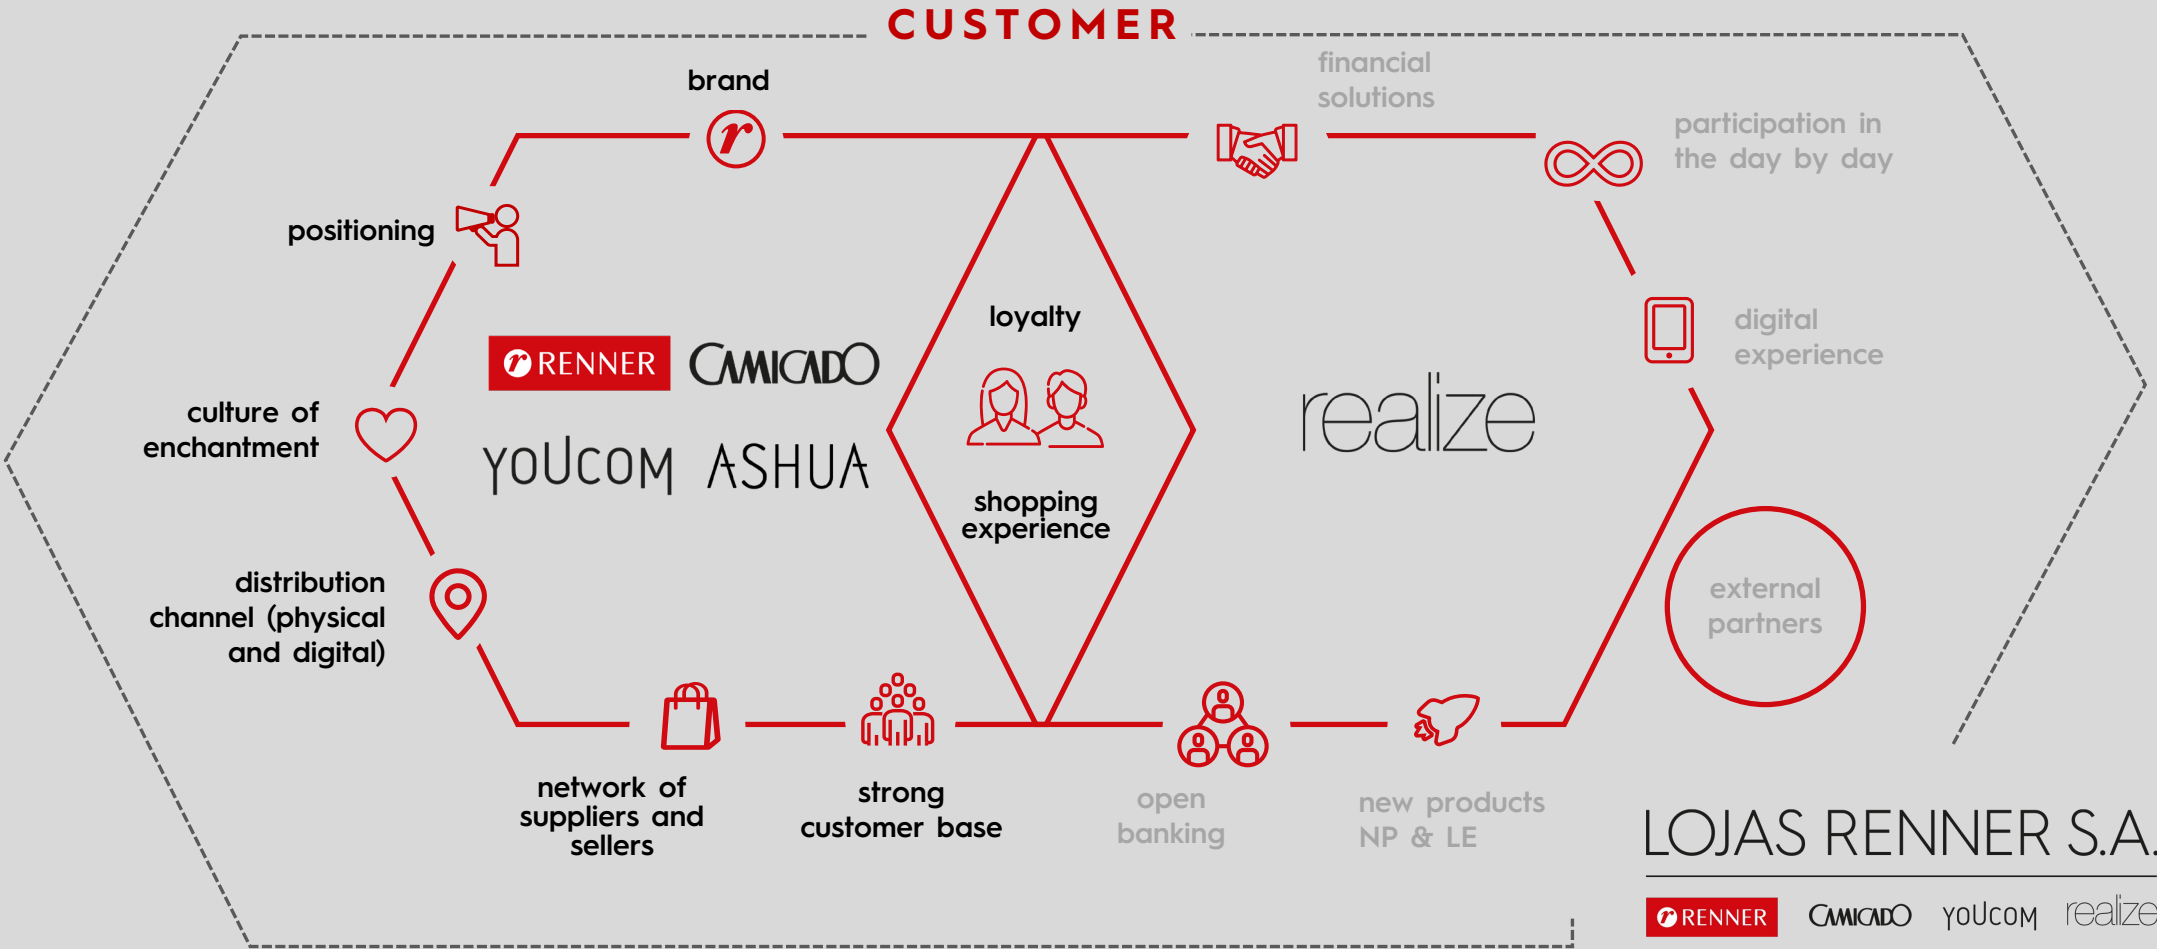 CUSTOMER
brand
financial
solutions
participation in
the day by day
positioning
loyalty
digital
experience
r RENNER
CAMICADO
realize
culture of
enchantment
YOUCOM
ASHUA
shopping
experience
distribution
channel (physical
and digital)
external
partners
network of
suppliers and
sellers
strong
customer base
open
banking
new products
NP & LE
LOJAS RENNER S.A.
r RENNER
CAMICADO
YOUCOM
realize